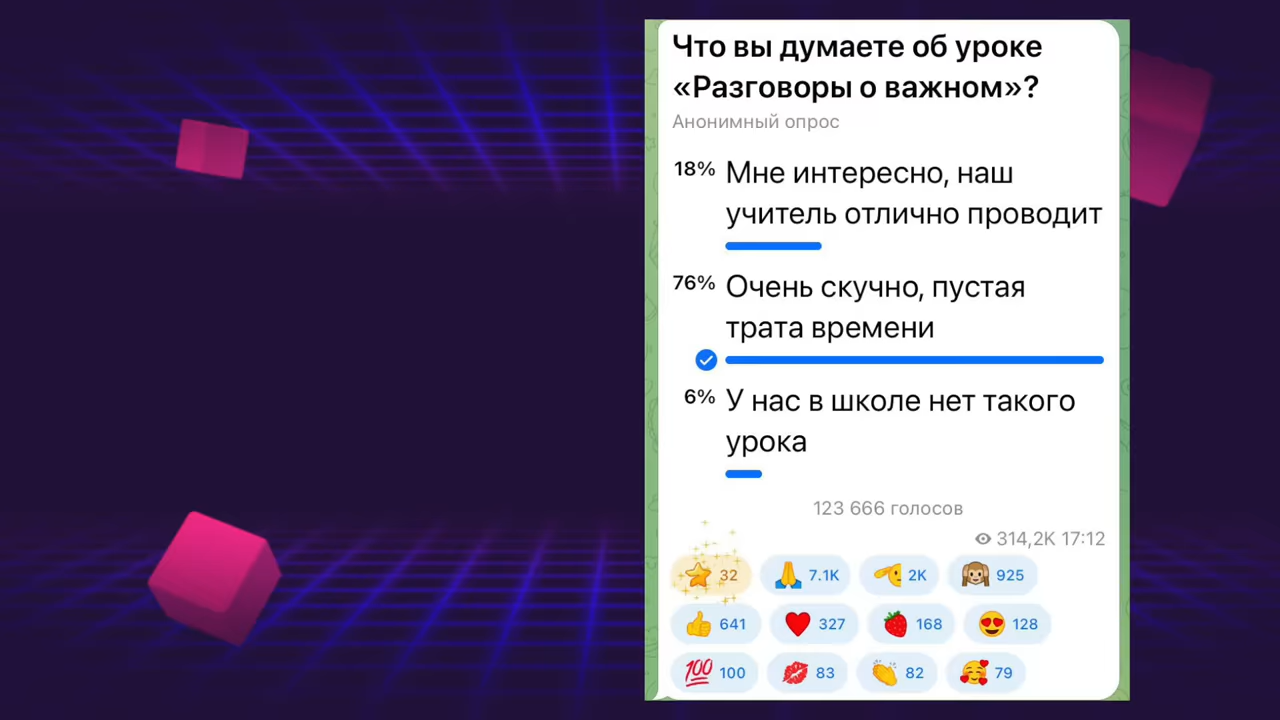 Что вы думаете об уроке
«Разговоры о важном»?
Анонимный опрос
18% Мне интересно, наш
учитель отлично проводит
76% Очень скучно, пустая
трата времени
6% У нас в школе нет такого
урока
123 666 голосов
314,2K 17:12
32 7.1K 2K 925
641 327 168 128
100 100 83 82 79